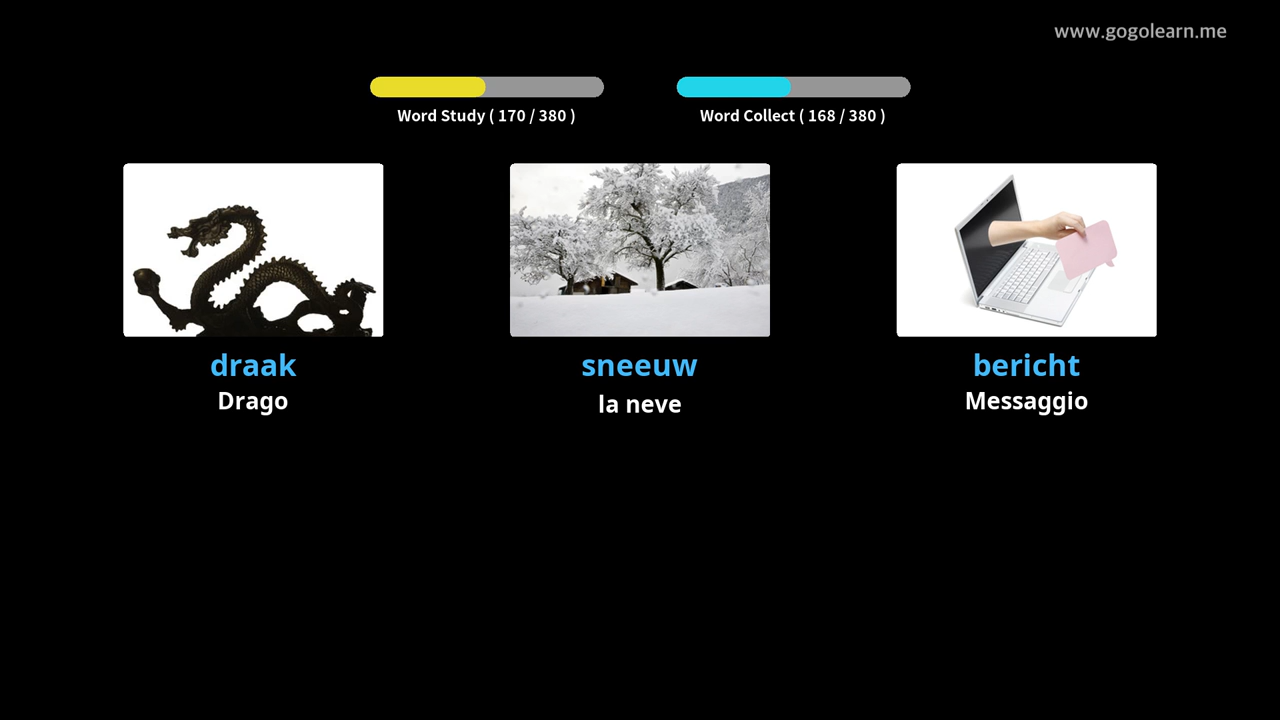 www.gogolearn.me
Word Study ( 170 / 380 )
Word Collect ( 168 / 380 )
draak
Drago
sneeuw
la neve
bericht
Messaggio